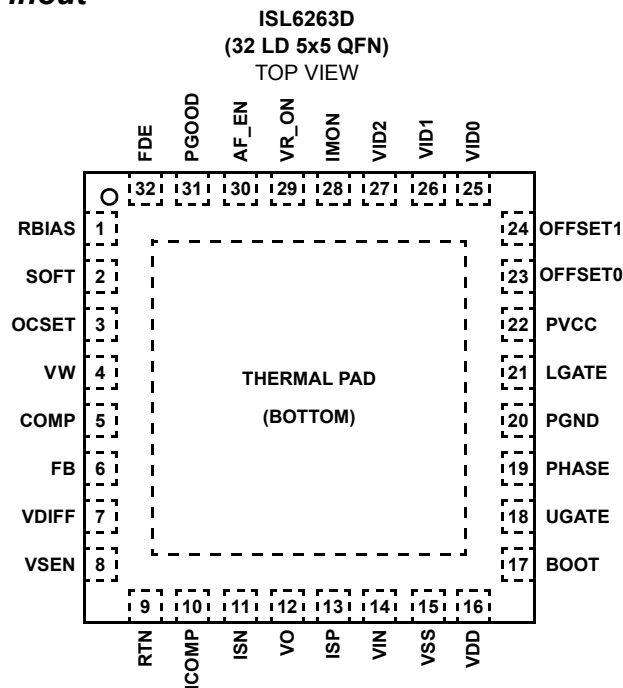 ISL6263D
(32 LD 5x5 QFN)
TOP VIEW
FDE
PGOOD
AF_EN
VR_ON
IMON
VID2
VID1
VID0
32 31 30 29 28 27 26 25
RBIAS 1
SOFT 2
OCSET 3
VW 4
COMP 5
FB 6
VDIFF 7
VSEN 8
THERMAL PAD
(BOTTOM)
24 OFFSET1
23 OFFSET0
22 PVCC
21 LGATE
20 PGND
19 PHASE
18 UGATE
17 BOOT
9 10 11 12 13 14 15 16
RTN
ICOMP
ISN
VO
ISP
VIN
VSS
VDD